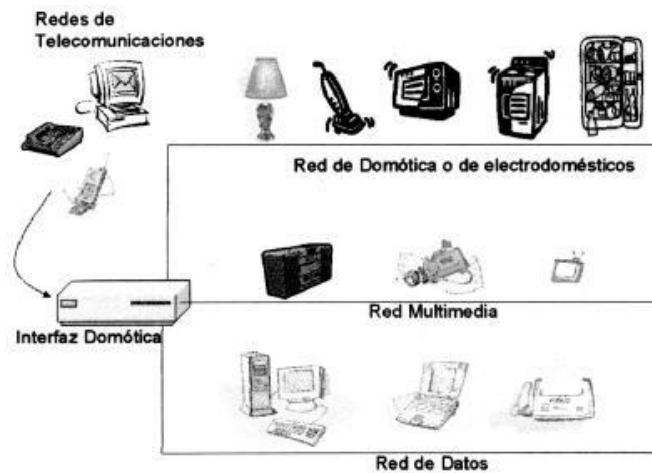 Redes de
Telecomunicaciones
Red de Domótica o de electrodomésticos
Red Multimedia
Interfaz Domótica
Red de Datos